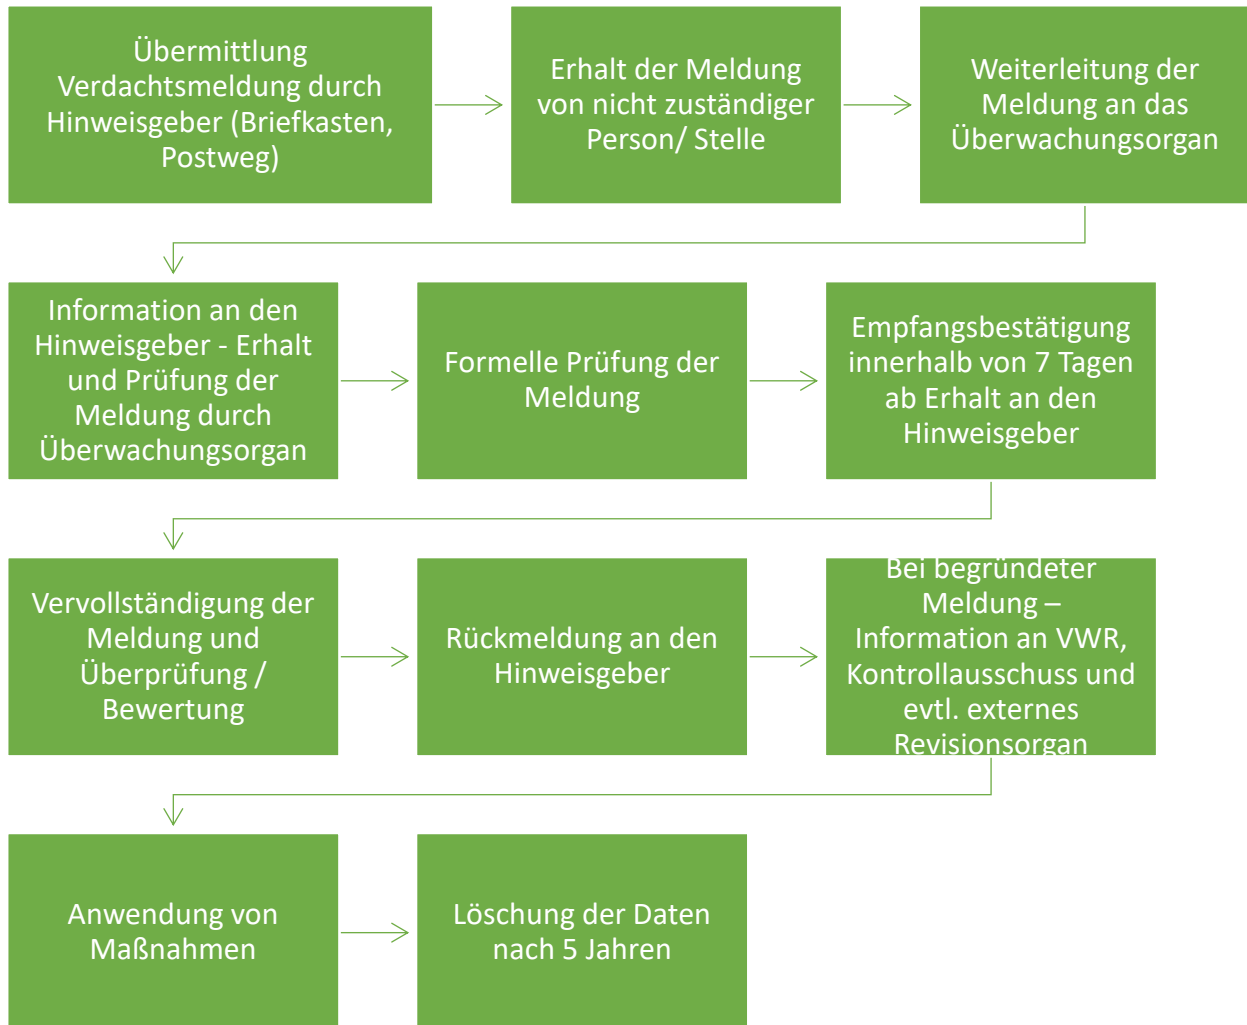 Übermittlung
Verdachtsmeldung durch
Hinweisgeber (Briefkasten,
Postweg)
Erhalt der Meldung
von nicht zuständiger
Person/ Stelle
Weiterleitung der
Meldung an das
Überwachungsorgan
Information an den
Hinweisgeber - Erhalt
und Prüfung der
Meldung durch
Überwachungsorgan
Formelle Prüfung der
Meldung
Empfangsbestätigung
innerhalb von 7 Tagen
ab Erhalt an den
Hinweisgeber
Vervollständigung der
Meldung und
Überprüfung /
Bewertung
Rückmeldung an den
Hinweisgeber
Bei begründeter
Meldung –
Information an VWR,
Kontrollausschuss und
evtl. externes
Revisionsorgan
Anwendung von
Maßnahmen
Löschung der Daten
nach 5 Jahren